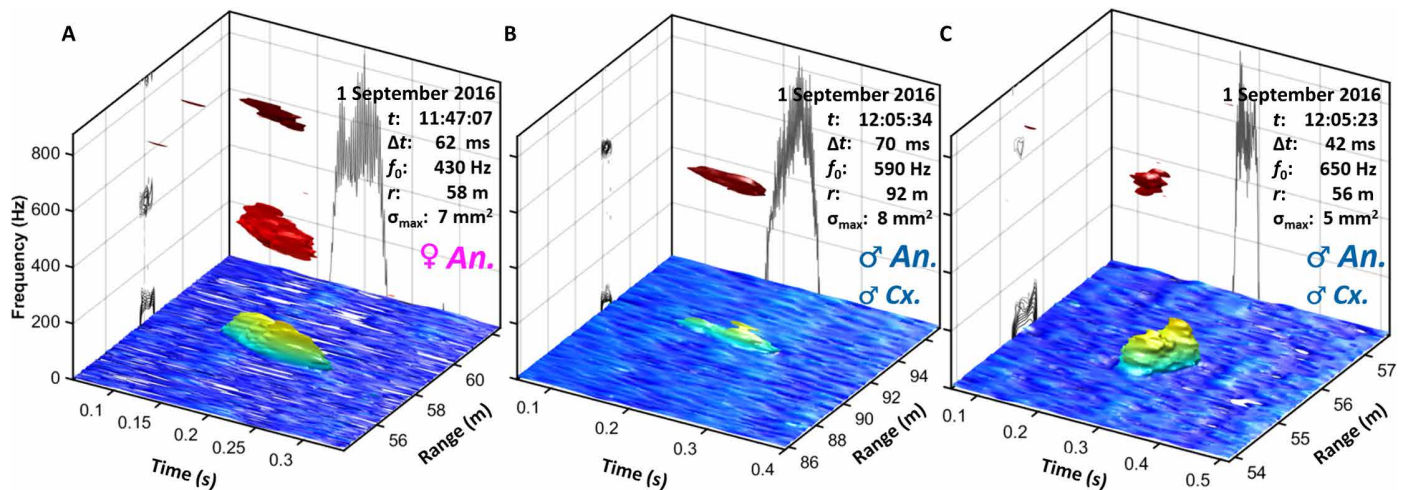 A
1 September 2016
t: 11:47:07
Δt: 62 ms
f₀: 430 Hz
r: 58 m
σmax: 7 mm²
♀ An.
Frequency (Hz)
800
600
400
200
0
0.1
0.15
0.2
0.25
0.3
Time (s)
56
58
60
Range (m)
B
1 September 2016
t: 12:05:34
Δt: 70 ms
f₀: 590 Hz
r: 92 m
σmax: 8 mm²
♂ An.
♂ Cx.
0.1
0.2
0.3
0.4
Time (s)
86
88
90
92
94
Range (m)
C
1 September 2016
t: 12:05:23
Δt: 42 ms
f₀: 650 Hz
r: 56 m
σmax: 5 mm²
♂ An.
♂ Cx.
0.1
0.2
0.3
0.4
0.5
Time (s)
54
55
56
57
Range (m)